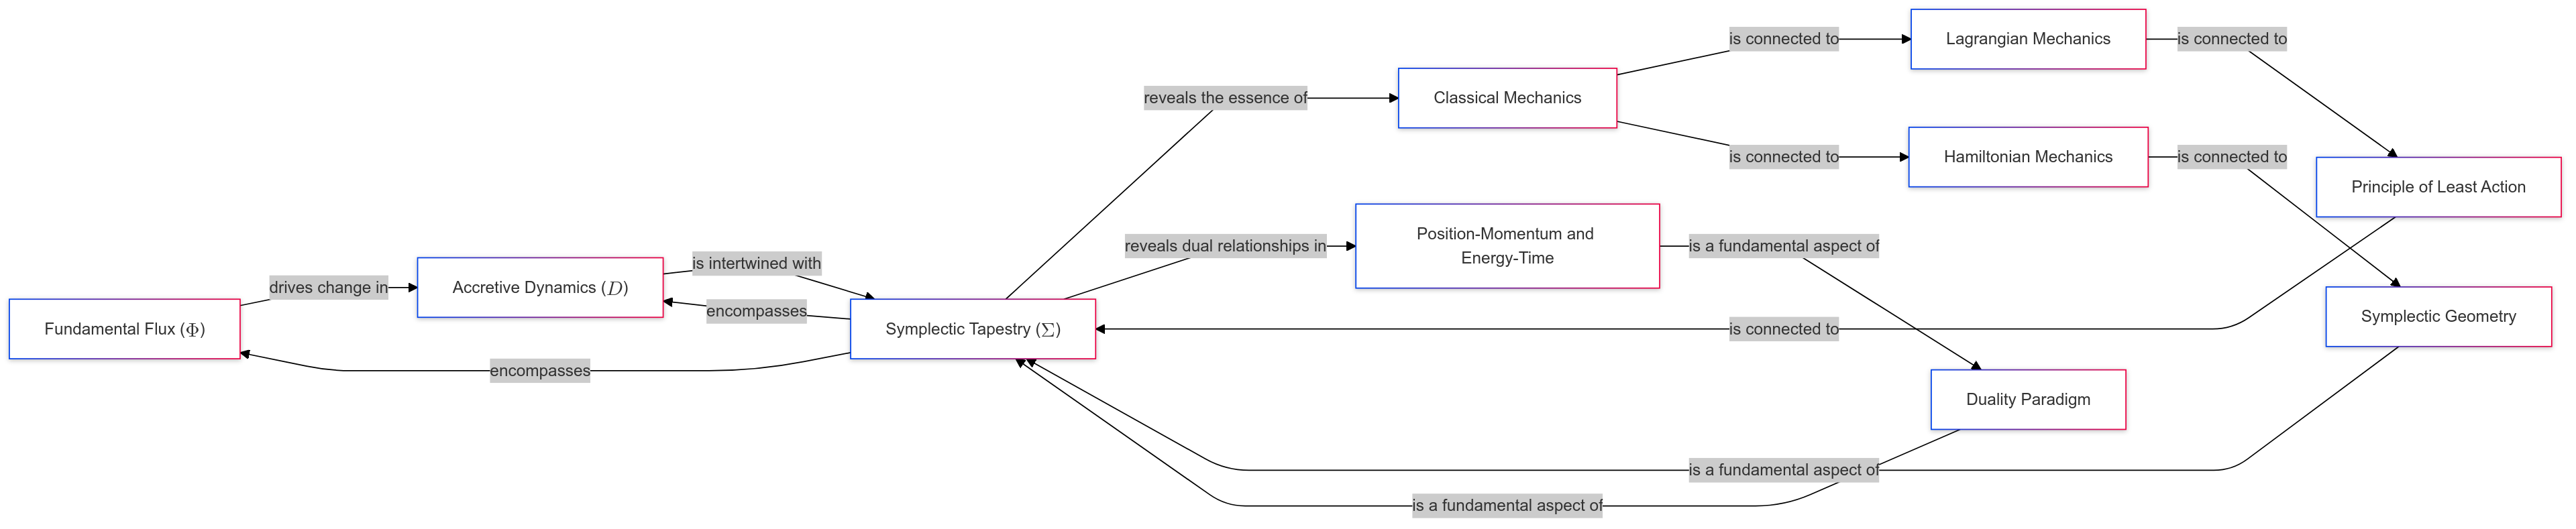 is connected to
Lagrangian Mechanics
is connected to
reveals the essence of
Classical Mechanics
is connected to
Hamiltonian Mechanics
is connected to
Principle of Least Action
reveals dual relationships in
Position-Momentum and
Energy-Time
is a fundamental aspect of
is intertwined with
drives change in
Accretive Dynamics (D)
encompasses
Fundamental Flux (Φ)
Symplectic Tapestry (Σ)
is connected to
Symplectic Geometry
encompasses
Duality Paradigm
is a fundamental aspect of
is a fundamental aspect of